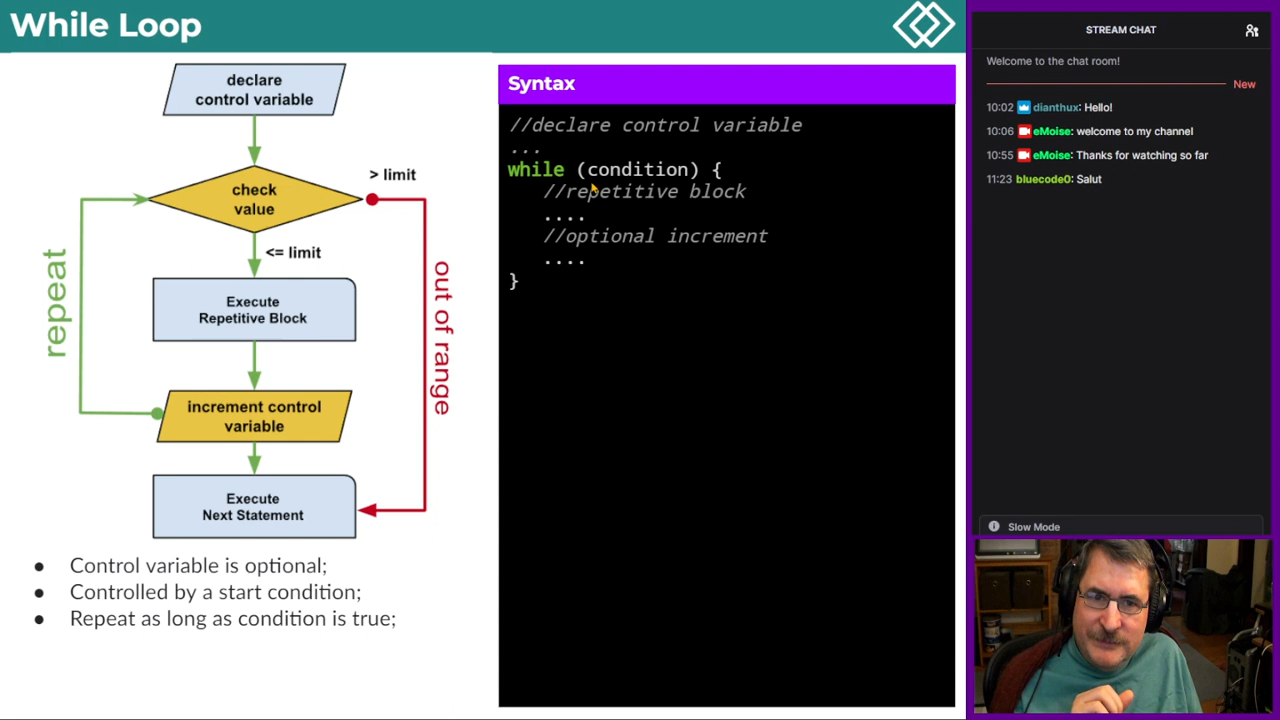 While Loop
declare
control variable
check
value
> limit
<= limit
repeat
out of range
Execute
Repetitive Block
increment control
variable
Execute
Next Statement
● Control variable is optional;
● Controlled by a start condition;
● Repeat as long as condition is true;
Syntax
//declare control variable
...
while (condition) {
//repetitive block
....
//optional increment
....
}
STREAM CHAT
Welcome to the chat room!
New
10:02 dianthux: Hello!
10:06 eMoise: welcome to my channel
10:55 eMoise: Thanks for watching so far
11:23 bluecode0: Salut
Slow Mode